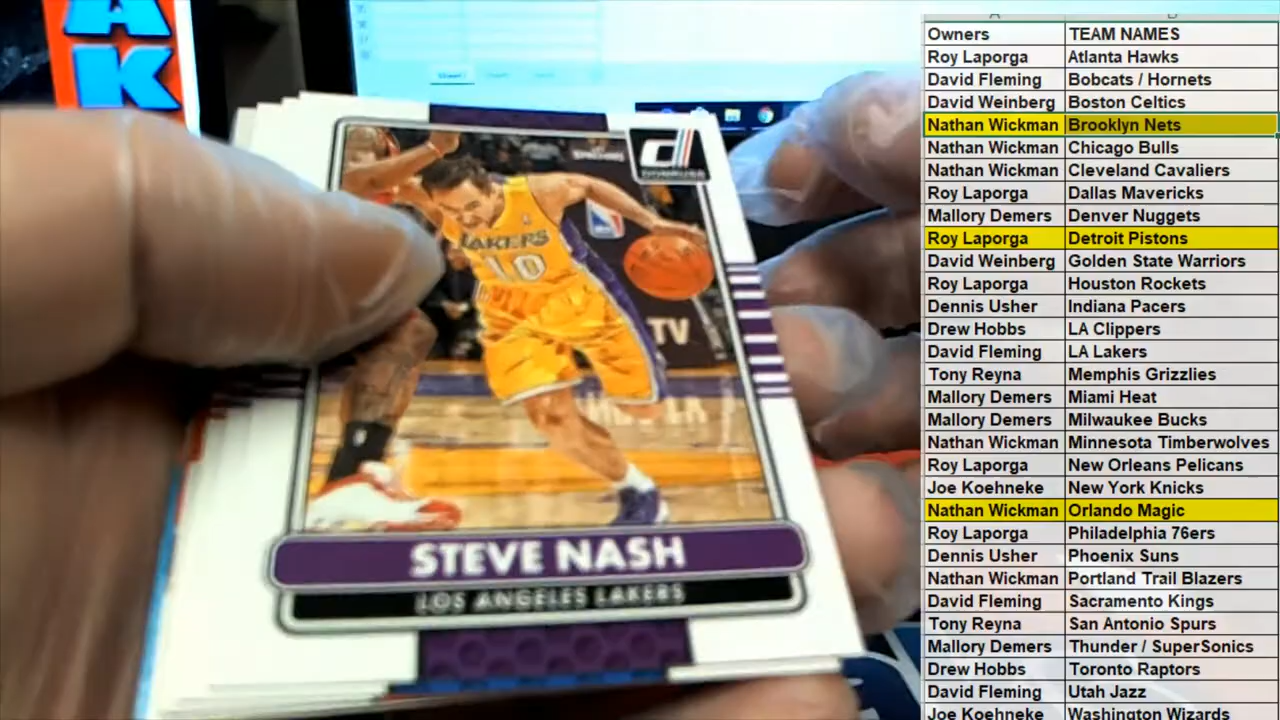 AK
DONRUSS
SPALDING
LAKERS
10
TV
STEVE NASH
LOS ANGELES LAKERS
Owners TEAM NAMES
Roy Laporga Atlanta Hawks
David Fleming Bobcats / Hornets
David Weinberg Boston Celtics
Nathan Wickman Brooklyn Nets
Nathan Wickman Chicago Bulls
Nathan Wickman Cleveland Cavaliers
Roy Laporga Dallas Mavericks
Mallory Demers Denver Nuggets
Roy Laporga Detroit Pistons
David Weinberg Golden State Warriors
Roy Laporga Houston Rockets
Dennis Usher Indiana Pacers
Drew Hobbs LA Clippers
David Fleming LA Lakers
Tony Reyna Memphis Grizzlies
Mallory Demers Miami Heat
Mallory Demers Milwaukee Bucks
Nathan Wickman Minnesota Timberwolves
Roy Laporga New Orleans Pelicans
Joe Koehneke New York Knicks
Nathan Wickman Orlando Magic
Roy Laporga Philadelphia 76ers
Dennis Usher Phoenix Suns
Nathan Wickman Portland Trail Blazers
David Fleming Sacramento Kings
Tony Reyna San Antonio Spurs
Mallory Demers Thunder / SuperSonics
Drew Hobbs Toronto Raptors
David Fleming Utah Jazz
Joe Koehneke Washington Wizards